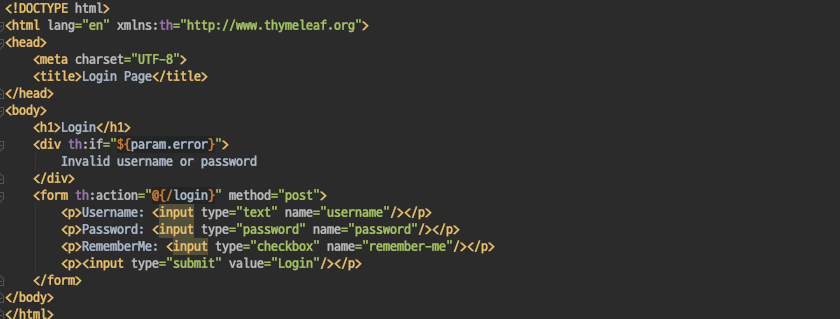 <!DOCTYPE html>
<html lang="en" xmlns:th="http://www.thymeleaf.org">
<head>
    <meta charset="UTF-8">
    <title>Login Page</title>
</head>
<body>
    <h1>Login</h1>
    <div th:if="${param.error}">
        Invalid username or password
    </div>
    <form th:action="@{/login}" method="post">
        <p>Username: <input type="text" name="username"/></p>
        <p>Password: <input type="password" name="password"/></p>
        <p>RememberMe: <input type="checkbox" name="remember-me"/></p>
        <p><input type="submit" value="Login"/></p>
    </form>
</body>
</html>